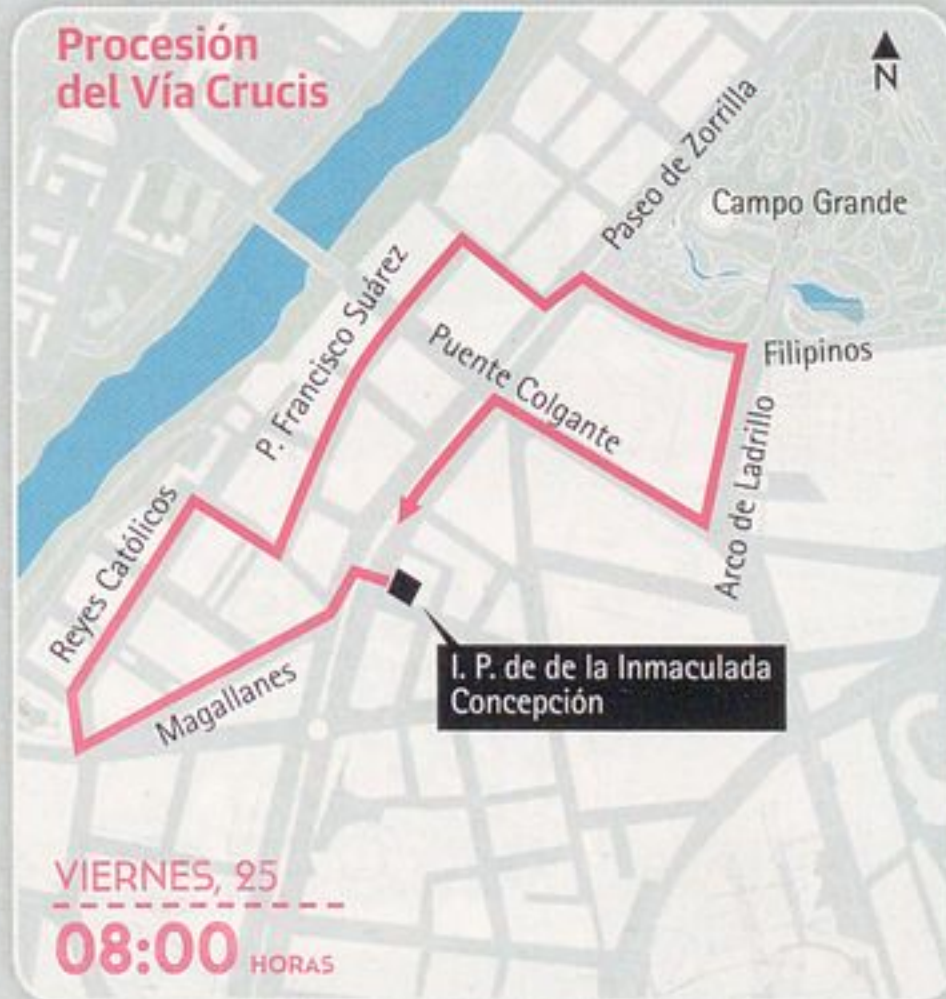 Procesión
del Vía Crucis
N
Paseo de Zorrilla
Campo Grande
P. Francisco Suárez
Puente Colgante
Filipinos
Arco de Ladrillo
Reyes Católicos
Magallanes
I. P. de de la Inmaculada
Concepción
VIERNES, 25
08:00 HORAS